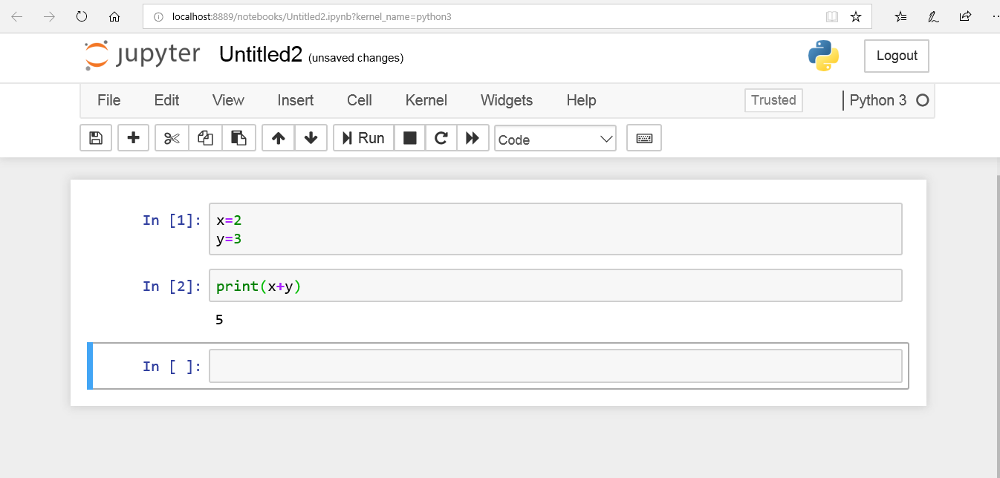 localhost:8889/notebooks/Untitled2.ipynb?kernel_name=python3
jupyter Untitled2 (unsaved changes)
Logout
File Edit View Insert Cell Kernel Widgets Help
Trusted
Python 3
Run
Code
In [1]: x=2
y=3
In [2]: print(x+y)
5
In [ ]: